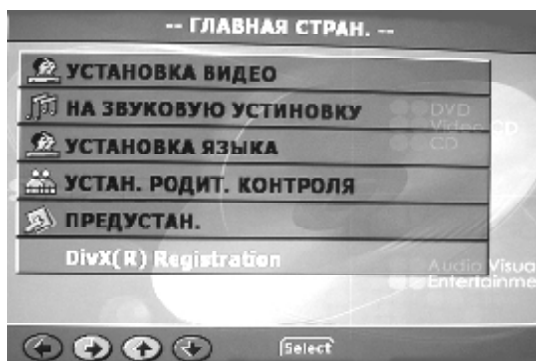 -- ГЛАВНАЯ СТРАН. --
УСТАНОВКА ВИДЕО
НА ЗВУКОВУЮ УСТИНОВКУ
DVD
Video CD
УСТАНОВКА ЯЗЫКА
CD
УСТАН. РОДИТ. КОНТРОЛЯ
ПРЕДУСТАН.
DivX(R) Registration
Audio Visua
Entertainme
Select